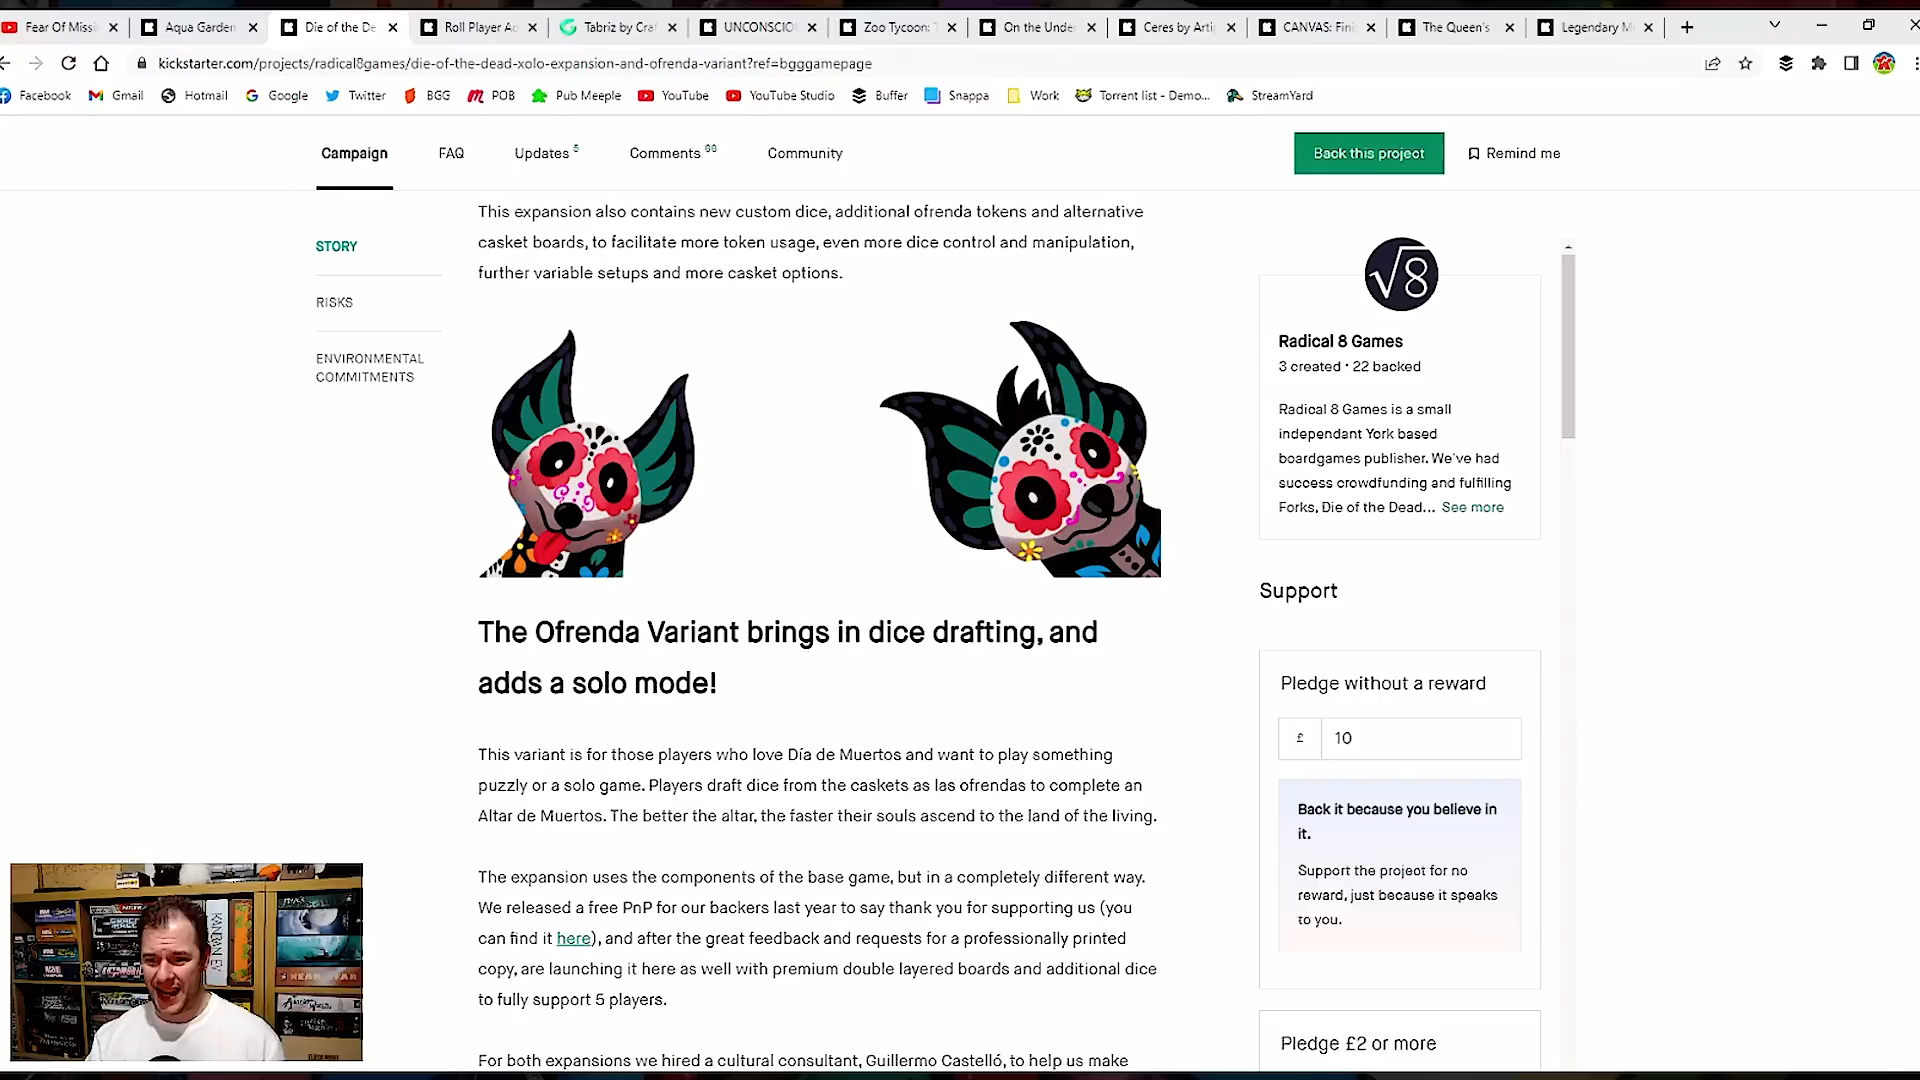 Fear Of Missi
Aqua Garden
Die of the De
Roll Player Ad
Tabriz by Craf
UNCONSCIO
Zoo Tycoon: T
On the Under
Ceres by Artip
CANVAS: Fini
The Queen's
Legendary M
kickstarter.com/projects/radical8games/die-of-the-dead-xolo-expansion-and-ofrenda-variant?ref=bgggamepage
Facebook
Gmail
Hotmail
Google
Twitter
BGG
POB
Pub Meeple
YouTube
YouTube Studio
Buffer
Snappa
Work
Torrent list - Demo...
StreamYard
Campaign
FAQ
Updates 5
Comments 66
Community
Back this project
Remind me
STORY
RISKS
ENVIRONMENTAL
COMMITMENTS
This expansion also contains new custom dice, additional ofrenda tokens and alternative
casket boards, to facilitate more token usage, even more dice control and manipulation,
further variable setups and more casket options.
The Ofrenda Variant brings in dice drafting, and
adds a solo mode!
This variant is for those players who love Día de Muertos and want to play something
puzzly or a solo game. Players draft dice from the caskets as las ofrendas to complete an
Altar de Muertos. The better the altar, the faster their souls ascend to the land of the living.
The expansion uses the components of the base game, but in a completely different way.
We released a free PnP for our backers last year to say thank you for supporting us (you
can find it here), and after the great feedback and requests for a professionally printed
copy, are launching it here as well with premium double layered boards and additional dice
to fully support 5 players.
For both expansions we hired a cultural consultant, Guillermo Castelló, to help us make
√8
Radical 8 Games
3 created · 22 backed
Radical 8 Games is a small
independant York based
boardgames publisher. We've had
success crowdfunding and fulfilling
Forks, Die of the Dead... See more
Support
Pledge without a reward
£ 10
Back it because you believe in
it.
Support the project for no
reward, just because it speaks
to you.
Pledge £2 or more
KANBAN EV